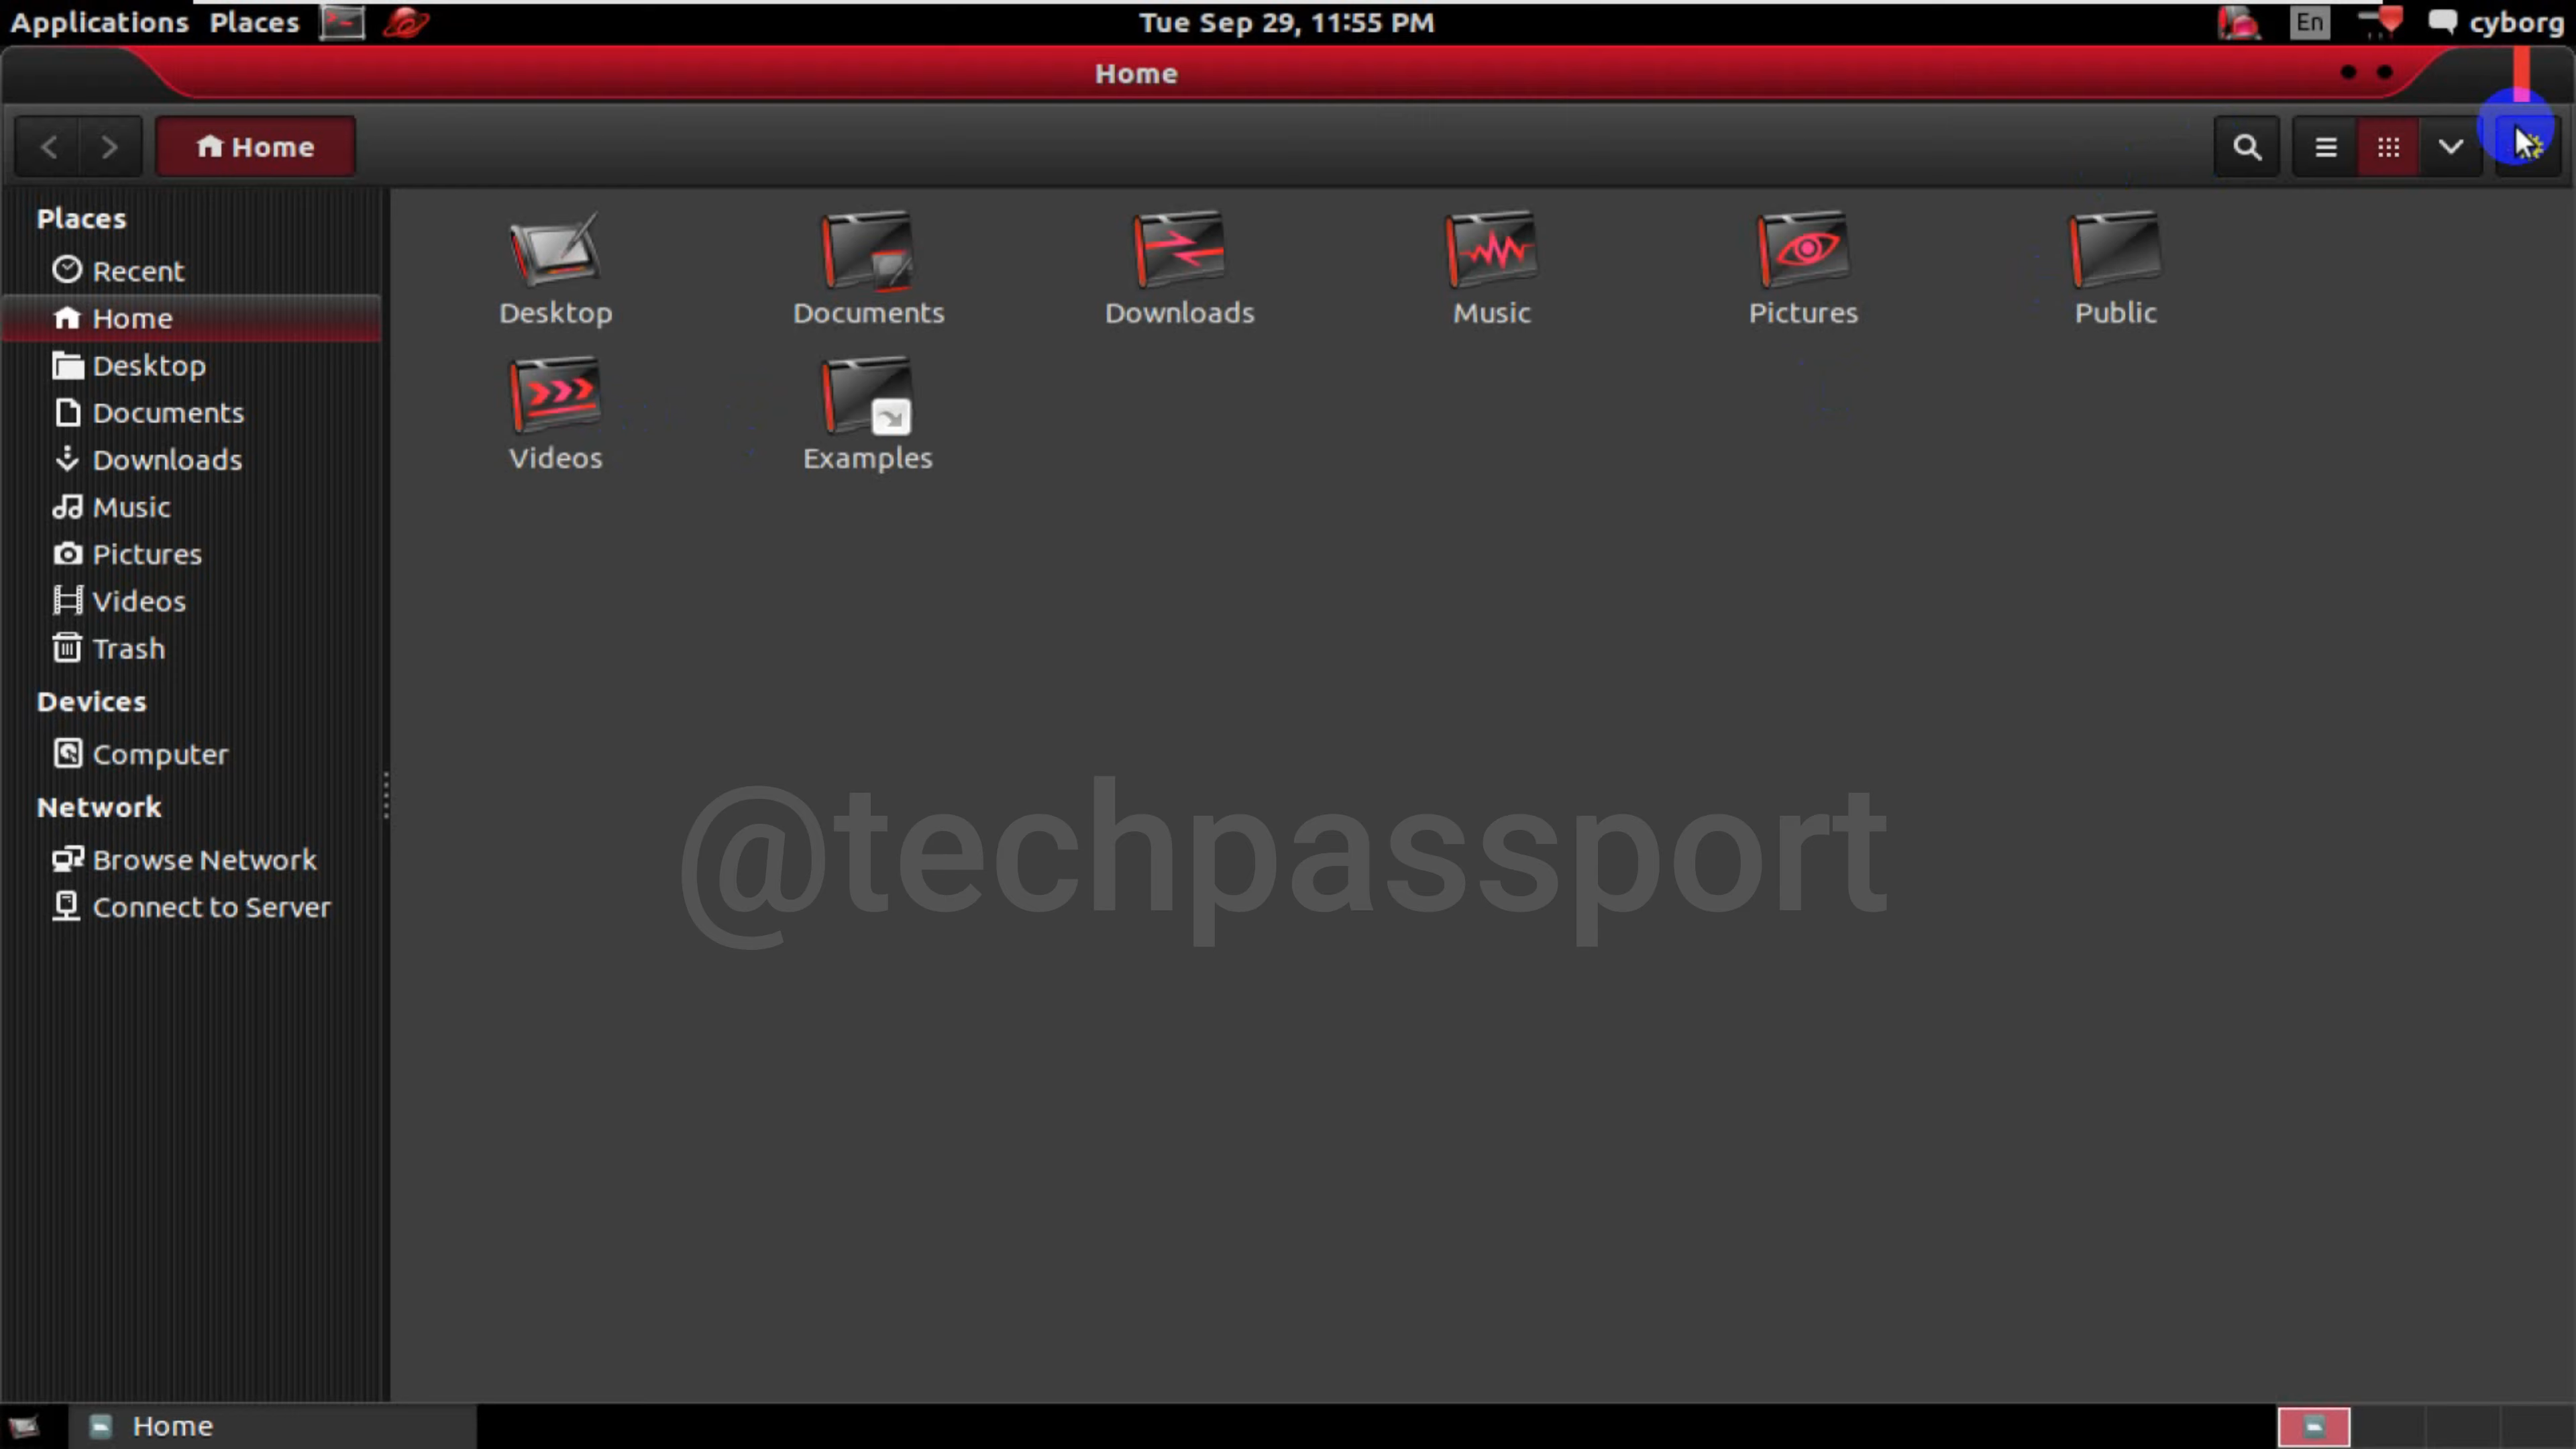 Applications Places Tue Sep 29, 11:55 PM En cyborg
Home
Home
Places
Recent
Home
Desktop
Documents
Downloads
Music
Pictures
Videos
Trash
Devices
Computer
Network
Browse Network
Connect to Server
Desktop Documents Downloads Music Pictures Public
Videos Examples
@techpassport
Home